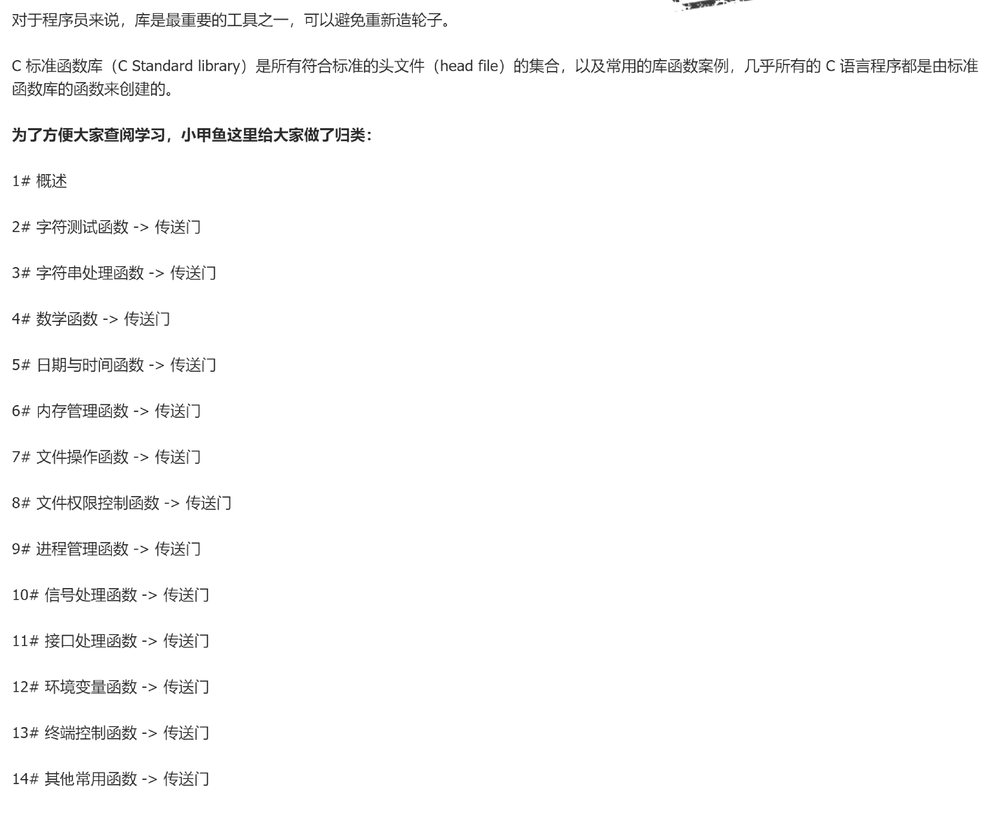 对于程序员来说，库是最重要的工具之一，可以避免重新造轮子。
C 标准函数库（C Standard library）是所有符合标准的头文件（head file）的集合，以及常用的库函数案例，几乎所有的 C 语言程序都是由标准
函数库的函数来创建的。
为了方便大家查阅学习，小甲鱼这里给大家做了归类：
1# 概述
2# 字符测试函数 -> 传送门
3# 字符串处理函数 -> 传送门
4# 数学函数 -> 传送门
5# 日期与时间函数 -> 传送门
6# 内存管理函数 -> 传送门
7# 文件操作函数 -> 传送门
8# 文件权限控制函数 -> 传送门
9# 进程管理函数 -> 传送门
10# 信号处理函数 -> 传送门
11# 接口处理函数 -> 传送门
12# 环境变量函数 -> 传送门
13# 终端控制函数 -> 传送门
14# 其他常用函数 -> 传送门